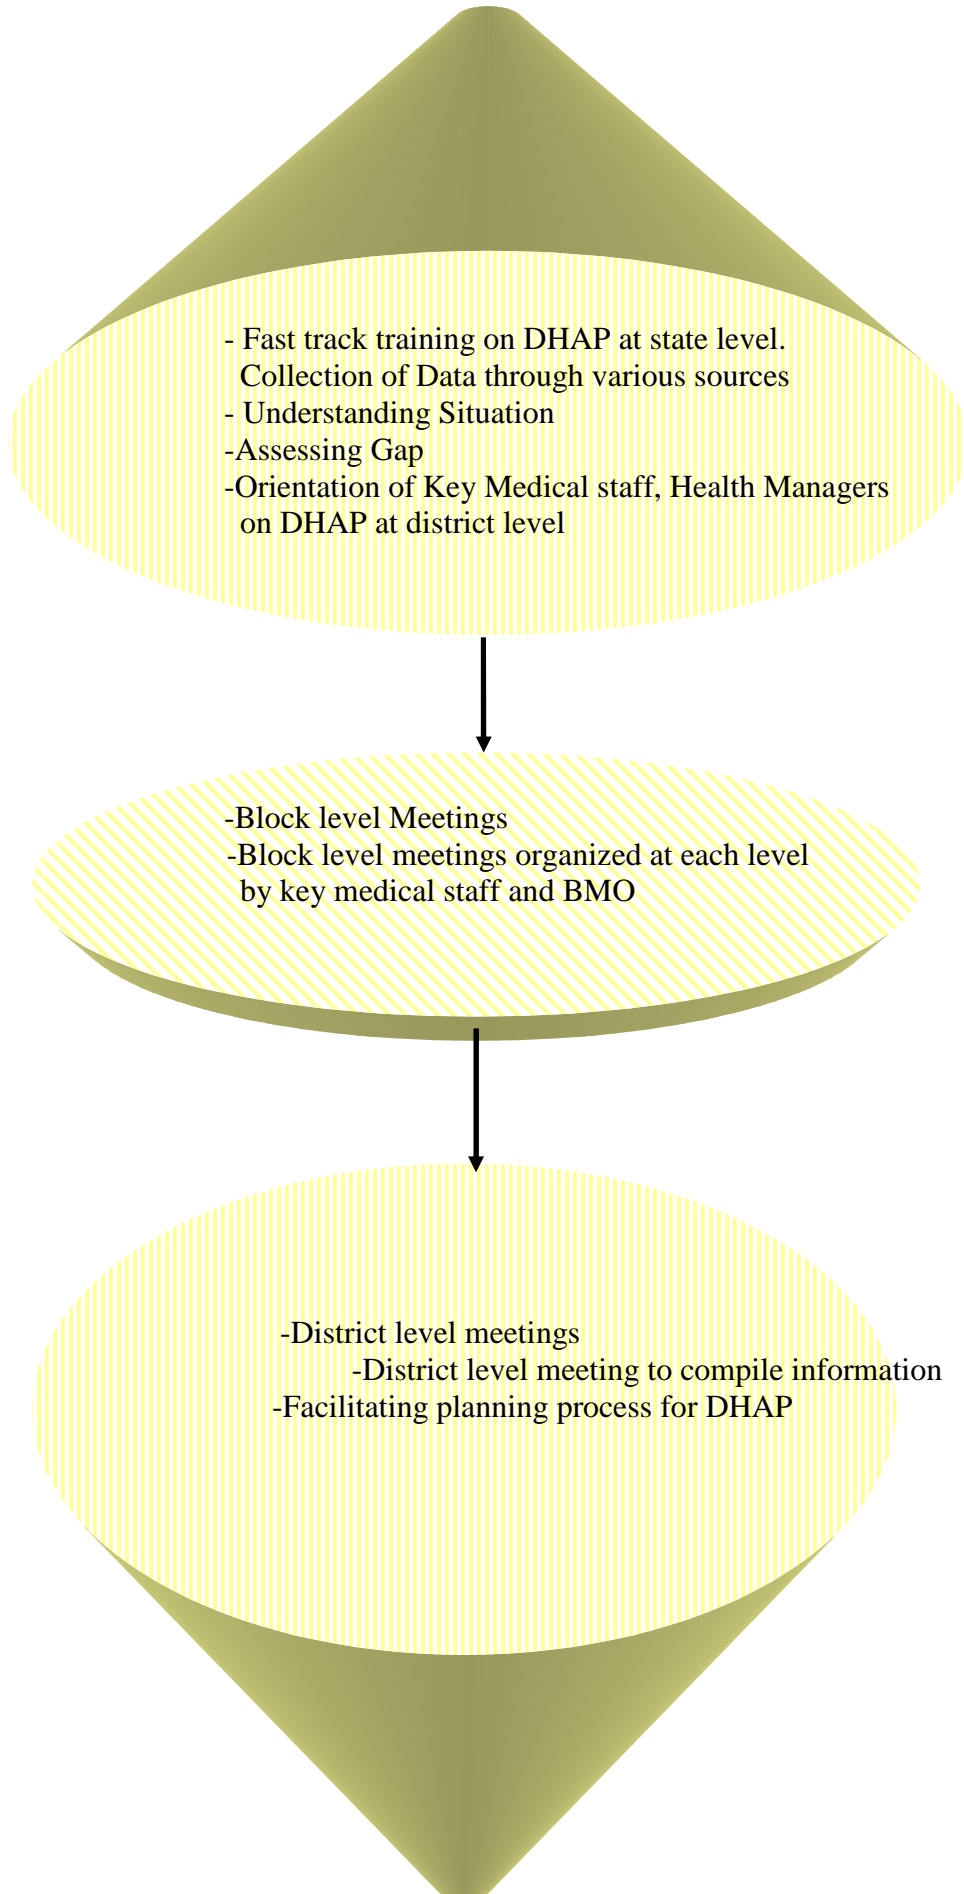 - Fast track training on DHAP at state level.
Collection of Data through various sources
- Understanding Situation
-Assessing Gap
-Orientation of Key Medical staff, Health Managers
on DHAP at district level
-Block level Meetings
-Block level meetings organized at each level
by key medical staff and BMO
-District level meetings
-District level meeting to compile information
-Facilitating planning process for DHAP